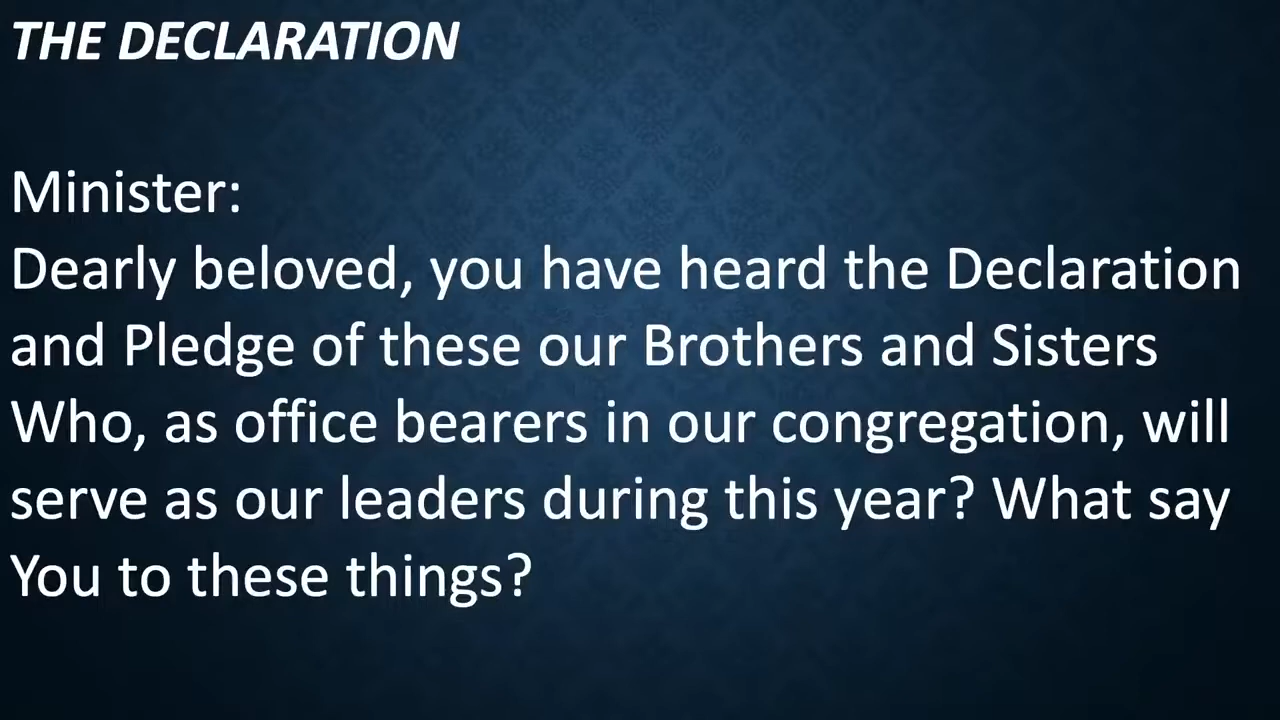 THE DECLARATION
Minister:
Dearly beloved, you have heard the Declaration
and Pledge of these our Brothers and Sisters
Who, as office bearers in our congregation, will
serve as our leaders during this year? What say
You to these things?